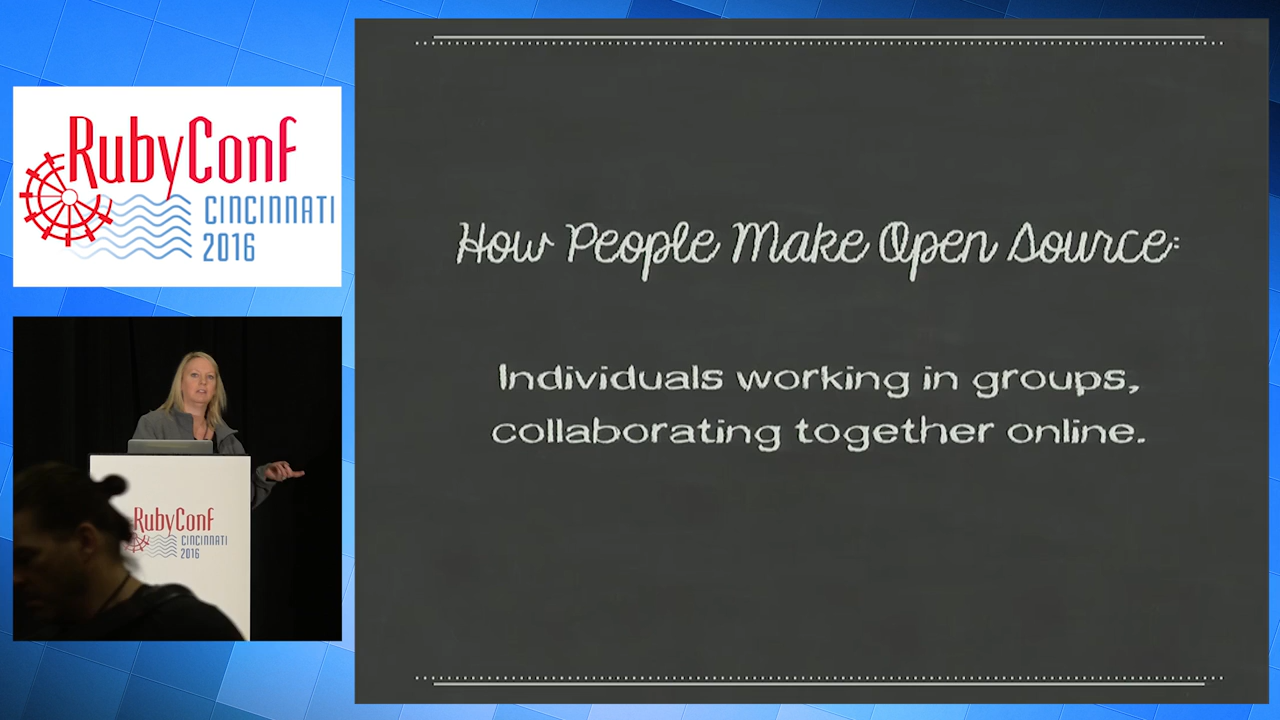 RubyConf
CINCINNATI
2016
How People Make Open Source:
Individuals working in groups,
collaborating together online.
RubyConf
CINCINNATI
2016